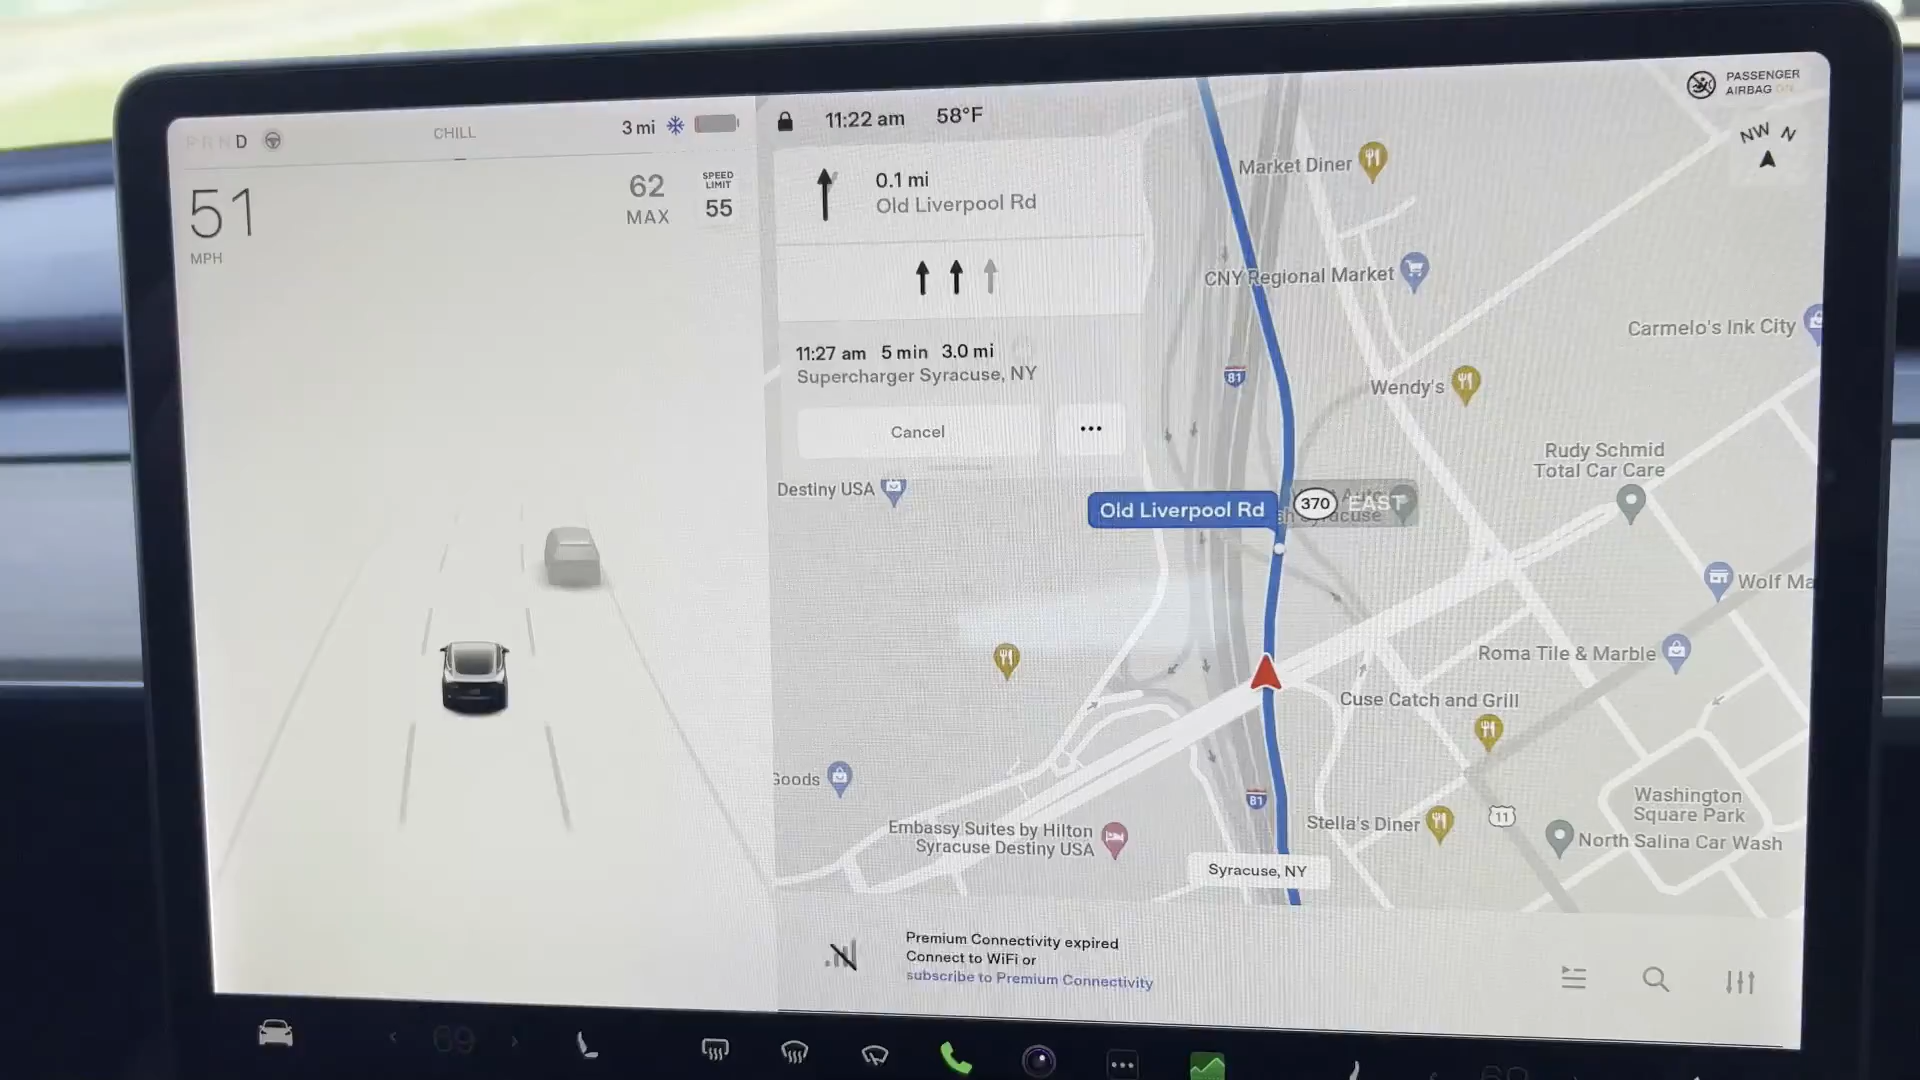 P R N D
CHILL
3 mi
51
MPH
62
MAX
SPEED
LIMIT
55
11:22 am 58°F
PASSENGER
AIRBAG ON
NW N
0.1 mi
Old Liverpool Rd
11:27 am 5 min 3.0 mi
Supercharger Syracuse, NY
Cancel
Market Diner
CNY Regional Market
Carmelo's Ink City
81
Wendy's
Rudy Schmid
Total Car Care
Destiny USA
Old Liverpool Rd
370 EAST
Wolf Ma
Roma Tile & Marble
Cuse Catch and Grill
Goods
81
Washington
Square Park
11
Stella's Diner
North Salina Car Wash
Embassy Suites by Hilton
Syracuse Destiny USA
Syracuse, NY
Premium Connectivity expired
Connect to WiFi or
subscribe to Premium Connectivity
69